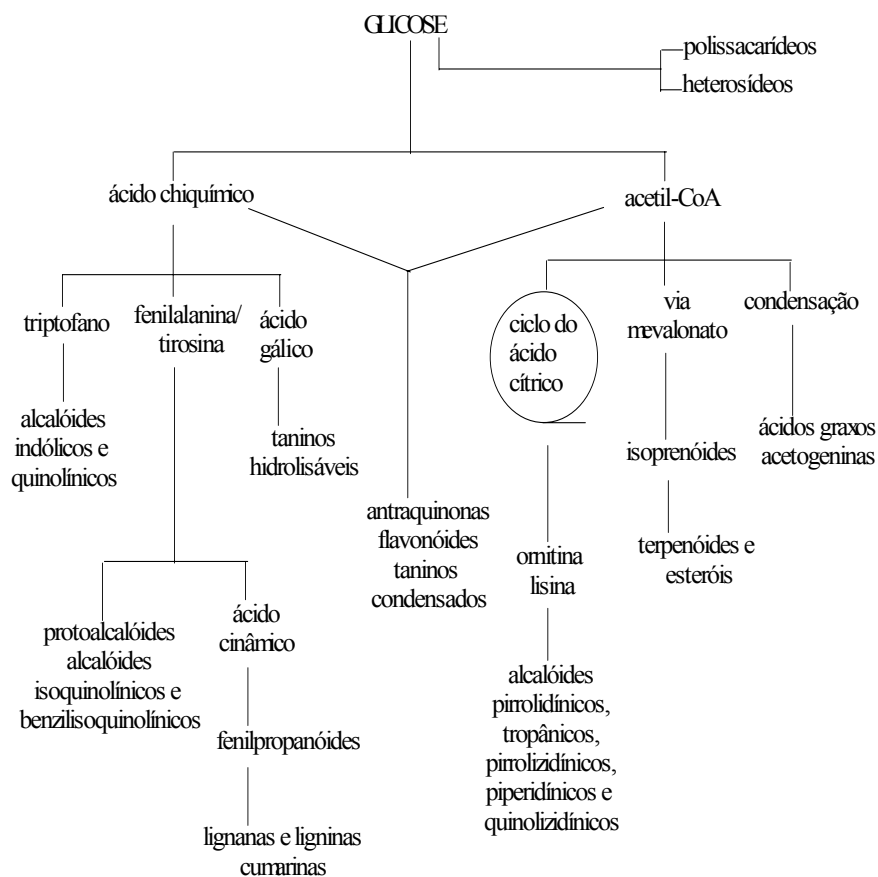 GLICOSE
polissacarídeos
heterosídeos
ácido chiquímico
acetil-CoA
triptofano
fenilalanina/
tirosina
ácido
gálico
ciclo do
ácido
cítrico
via
mevalonato
condensação
alcalóides
indólicos e
quinolínicos
taninos
hidrolisáveis
isoprenóides
ácidos graxos
acetogeninas
antraquinonas
flavonóides
taninos
condensados
ornitina
lisina
terpenóides e
esteróis
protoalcalóides
alcalóides
isoquinolínicos e
benzilisoquinolínicos
ácido
cinâmico
fenilpropanóides
lignanas e ligninas
cumarinas
alcalóides
pirrolidínicos,
tropânicos,
pirrolizidínicos,
piperidínicos e
quinolizidínicos